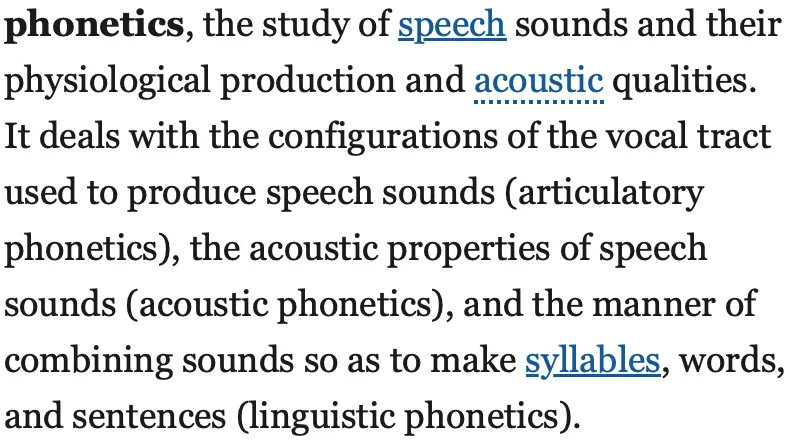 phonetics, the study of speech sounds and their
physiological production and acoustic qualities.
It deals with the configurations of the vocal tract
used to produce speech sounds (articulatory
phonetics), the acoustic properties of speech
sounds (acoustic phonetics), and the manner of
combining sounds so as to make syllables, words,
and sentences (linguistic phonetics).